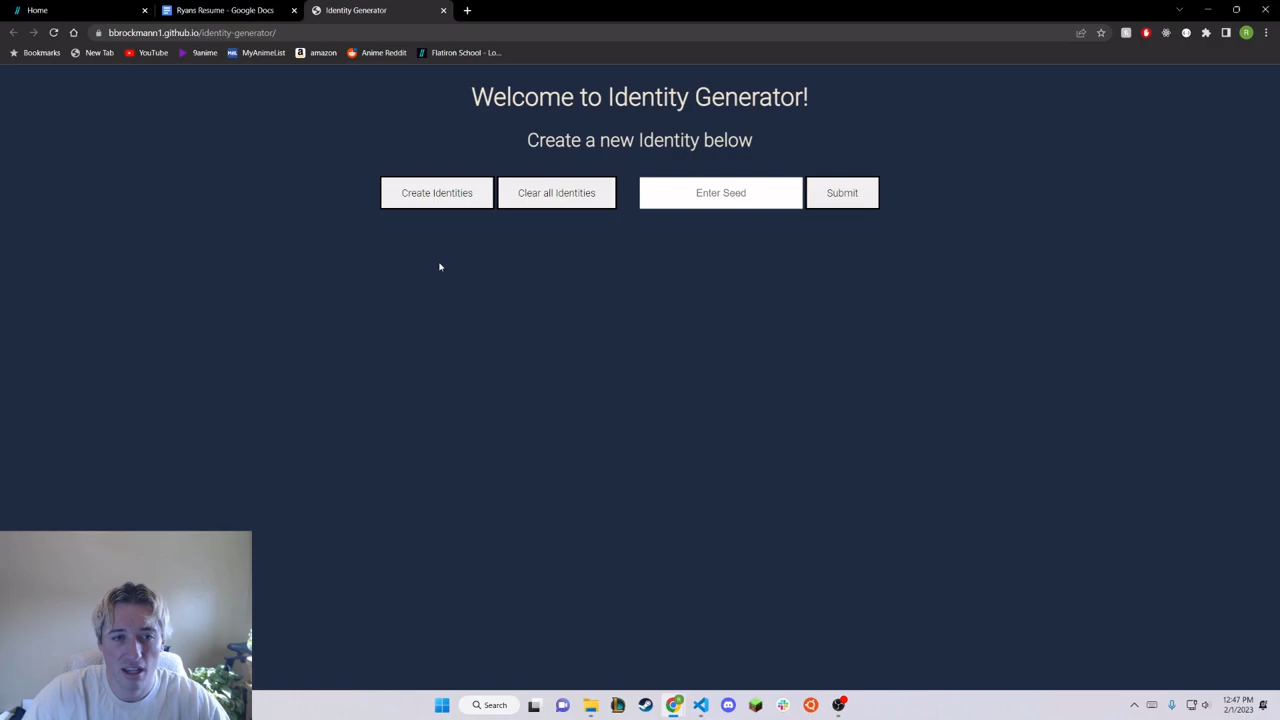 Home
Ryans Resume - Google Docs
Identity Generator
bbrockmann1.github.io/identity-generator/
Bookmarks
New Tab
YouTube
9anime
MAL
MyAnimeList
amazon
Anime Reddit
Flatiron School - Lo...
R
Welcome to Identity Generator!
Create a new Identity below
Create Identities
Clear all Identities
Enter Seed
Submit
Search
12:47 PM
2/1/2023